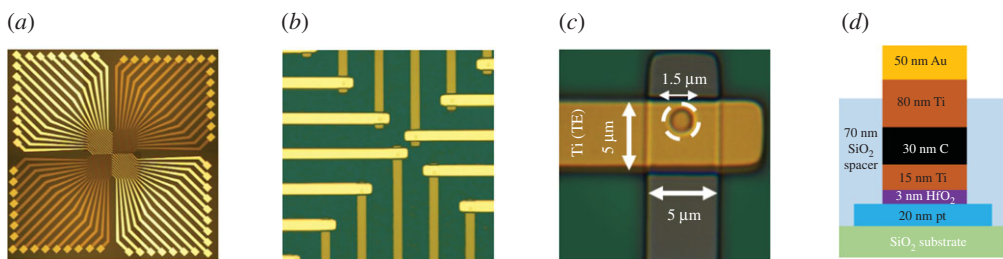 (a)
(b)
(c)
(d)
1.5 µm
Ti (TE)
5 µm
5 µm
50 nm Au
80 nm Ti
70 nm
SiO₂
spacer
30 nm C
15 nm Ti
3 nm HfO₂
20 nm pt
SiO₂ substrate